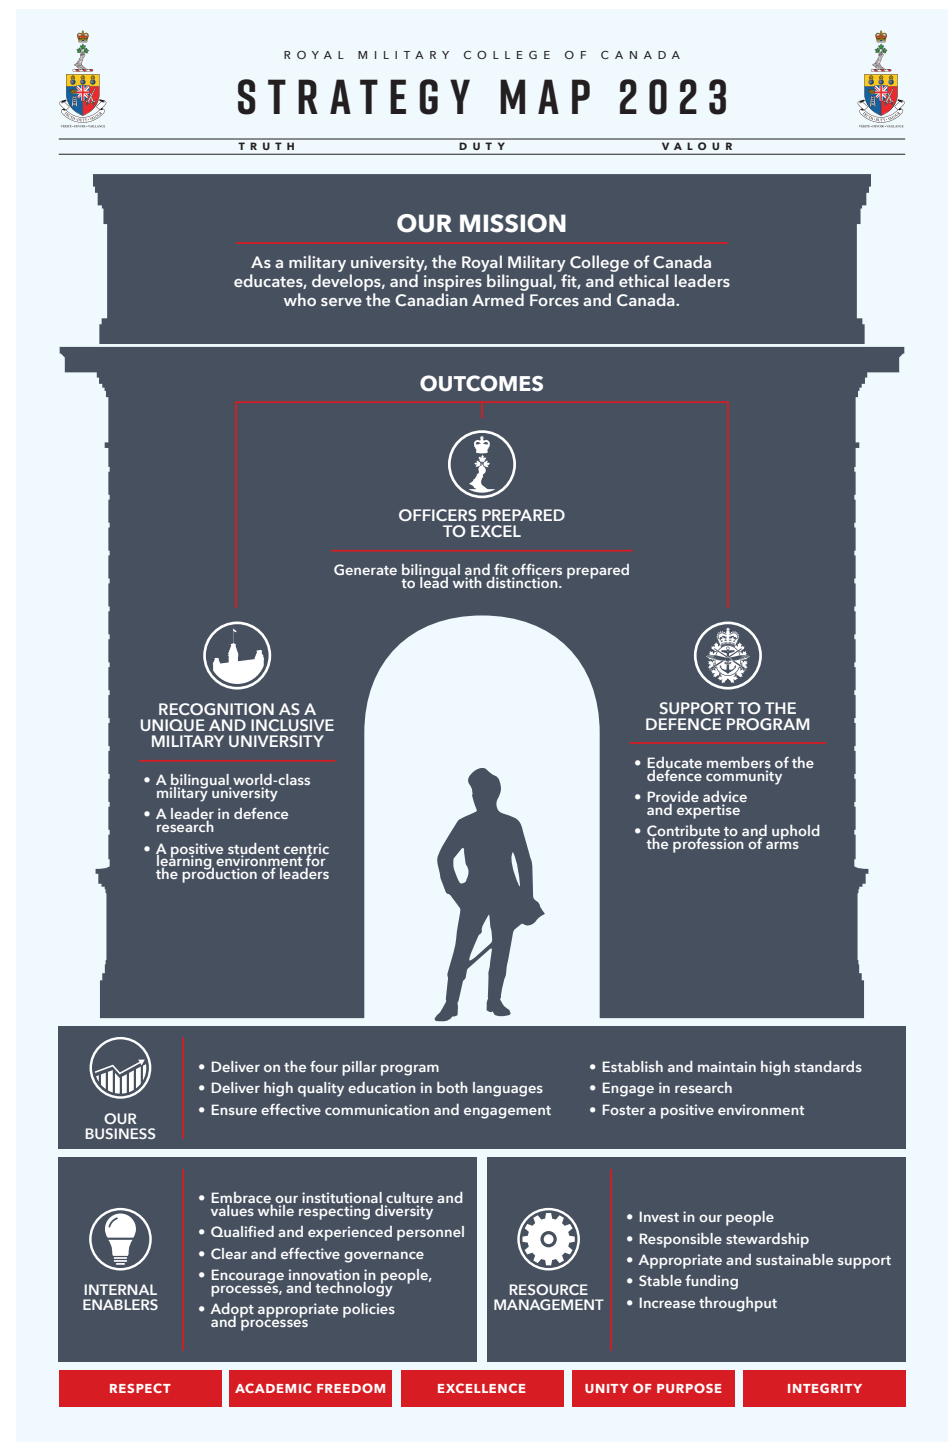 ROYAL MILITARY COLLEGE OF CANADA
STRATEGY MAP 2023
TRUTH DUTY VALOUR
OUR MISSION
As a military university, the Royal Military College of Canada
educates, develops, and inspires bilingual, fit, and ethical leaders
who serve the Canadian Armed Forces and Canada.
OUTCOMES
OFFICERS PREPARED
TO EXCEL
Generate bilingual and fit officers prepared
to lead with distinction.
RECOGNITION AS A
UNIQUE AND INCLUSIVE
MILITARY UNIVERSITY
• A bilingual world-class
military university
• A leader in defence
research
• A positive student centric
learning environment for
the production of leaders
SUPPORT TO THE
DEFENCE PROGRAM
• Educate members of the
defence community
• Provide advice
and expertise
• Contribute to and uphold
the profession of arms
OUR
BUSINESS
• Deliver on the four pillar program
• Deliver high quality education in both languages
• Ensure effective communication and engagement
• Establish and maintain high standards
• Engage in research
• Foster a positive environment
INTERNAL
ENABLERS
• Embrace our institutional culture and
values while respecting diversity
• Qualified and experienced personnel
• Clear and effective governance
• Encourage innovation in people,
processes, and technology
• Adopt appropriate policies
and processes
RESOURCE
MANAGEMENT
• Invest in our people
• Responsible stewardship
• Appropriate and sustainable support
• Stable funding
• Increase throughput
RESPECT
ACADEMIC FREEDOM
EXCELLENCE
UNITY OF PURPOSE
INTEGRITY